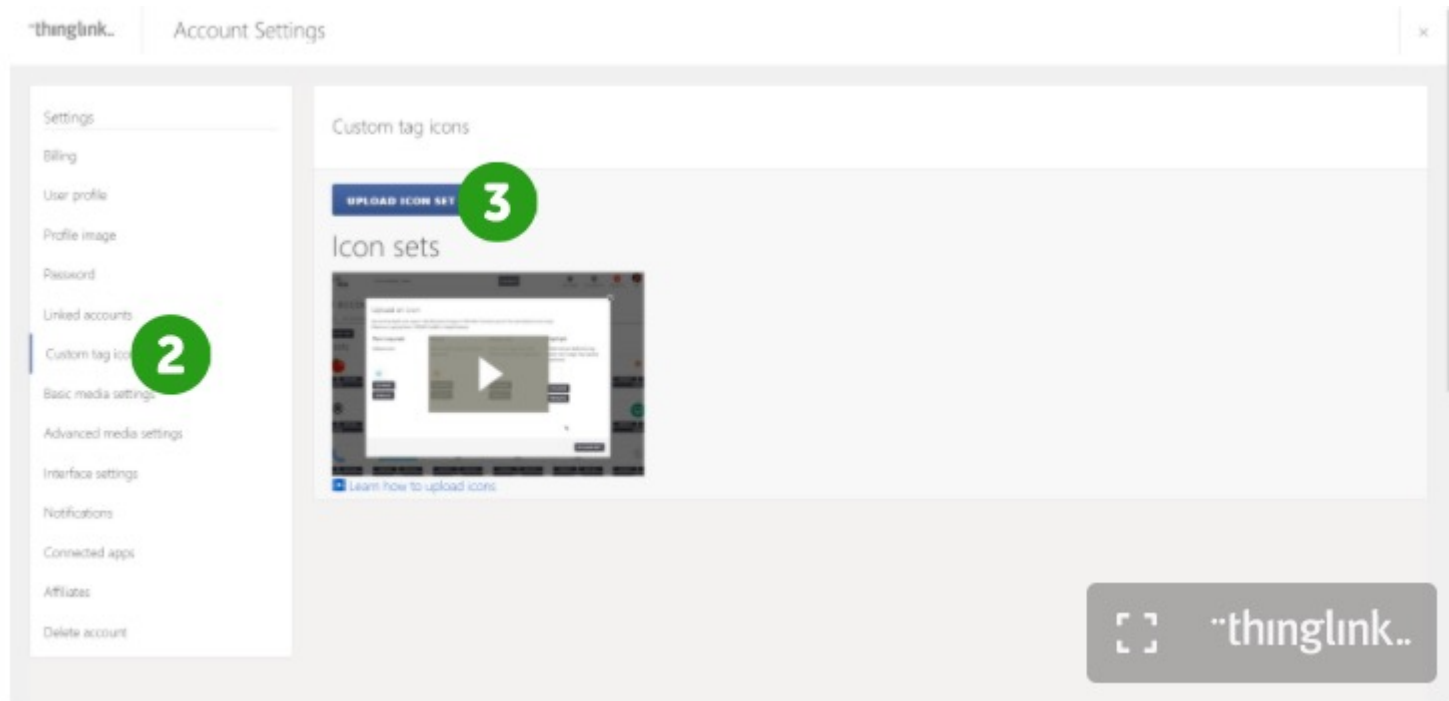 ¨thınglınk.. Account Settings ×
Settings
Billing
User profile
Profile image
Password
Linked accounts
Custom tag ico
2
Basic media settings
Advanced media settings
Interface settings
Notifications
Connected apps
Affiliates
Delete account
Custom tag icons
UPLOAD ICON SET
3
Icon sets
Learn how to upload icons
¨thınglınk..